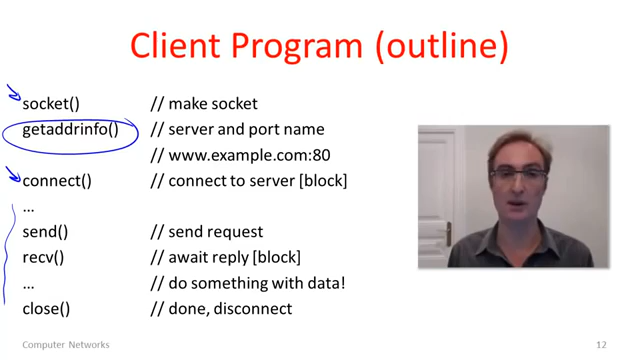 Client Program (outline)
socket() // make socket
getaddrinfo() // server and port name
// www.example.com:80
connect() // connect to server [block]
...
send() // send request
recv() // await reply [block]
... // do something with data!
close() // done, disconnect
Computer Networks 12